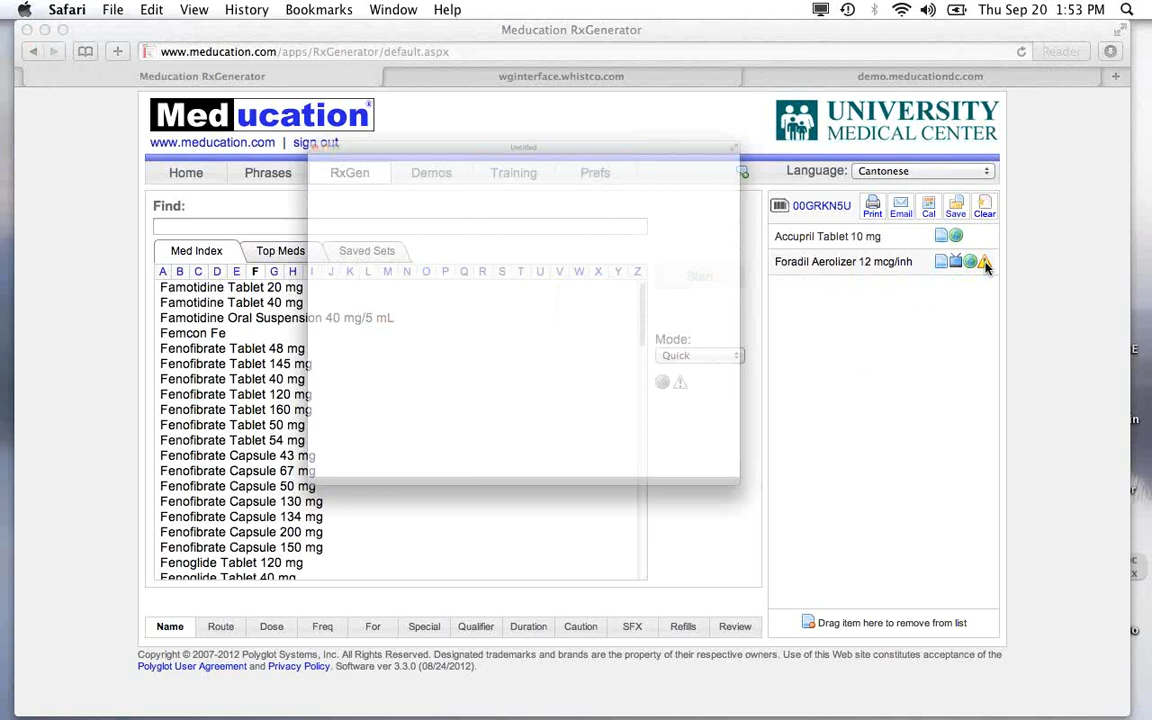 Safari File Edit View History Bookmarks Window Help Thu Sep 20 1:53 PM
Meducation RxGenerator
www.meducation.com/apps/RxGenerator/default.aspx Reader
Meducation RxGenerator wginterface.whistco.com demo.meducationdc.com
Meducation®
www.meducation.com | sign out
UNIVERSITY
MEDICAL CENTER
Untitled
Home Phrases RxGen Demos Training Prefs
Language: Cantonese
Find:
00GRKN5U
Print Email Cal Save Clear
Accupril Tablet 10 mg
Foradil Aerolizer 12 mcg/inh
Med Index Top Meds Saved Sets
A B C D E F G H I J K L M N O P Q R S T U V W X Y Z
Famotidine Tablet 20 mg
Famotidine Tablet 40 mg
Famotidine Oral Suspension 40 mg/5 mL
Femcon Fe
Fenofibrate Tablet 48 mg
Fenofibrate Tablet 145 mg
Fenofibrate Tablet 40 mg
Fenofibrate Tablet 120 mg
Fenofibrate Tablet 160 mg
Fenofibrate Tablet 50 mg
Fenofibrate Tablet 54 mg
Fenofibrate Capsule 43 mg
Fenofibrate Capsule 67 mg
Fenofibrate Capsule 50 mg
Fenofibrate Capsule 130 mg
Fenofibrate Capsule 134 mg
Fenofibrate Capsule 200 mg
Fenofibrate Capsule 150 mg
Fenoglide Tablet 120 mg
Fenoglide Tablet 40 mg
Start
Mode:
Quick
Drag item here to remove from list
Name Route Dose Freq For Special Qualifier Duration Caution SFX Refills Review
Copyright © 2007-2012 Polyglot Systems, Inc. All Rights Reserved. Designated trademarks and brands are the property of their respective owners. Use of this Web site constitutes acceptance of the
Polyglot User Agreement and Privacy Policy. Software ver 3.3.0 (08/24/2012).